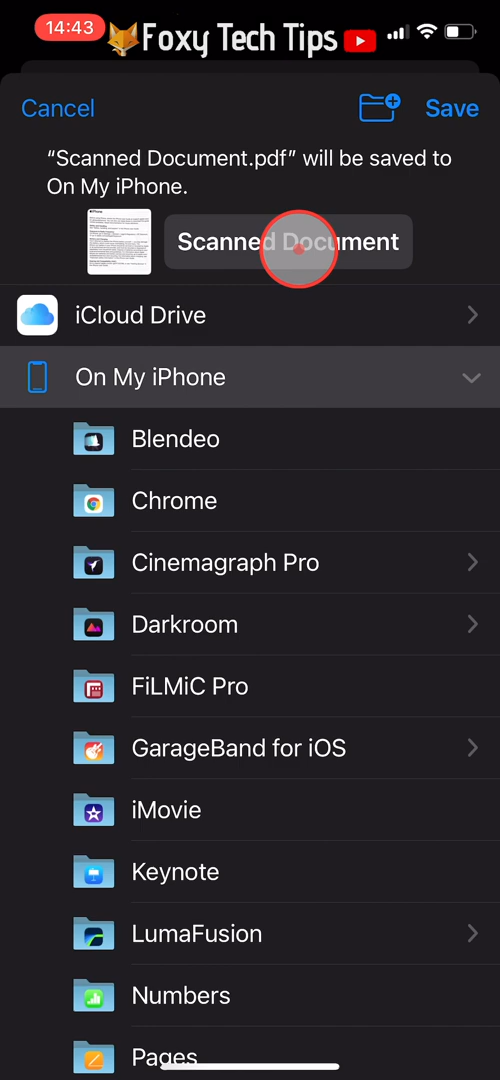 14:43
Foxy Tech Tips
Cancel
Save
“Scanned Document.pdf” will be saved to
On My iPhone.
Scanned Document
iCloud Drive
On My iPhone
Blendeo
Chrome
Cinemagraph Pro
Darkroom
FiLMiC Pro
GarageBand for iOS
iMovie
Keynote
LumaFusion
Numbers
Pages